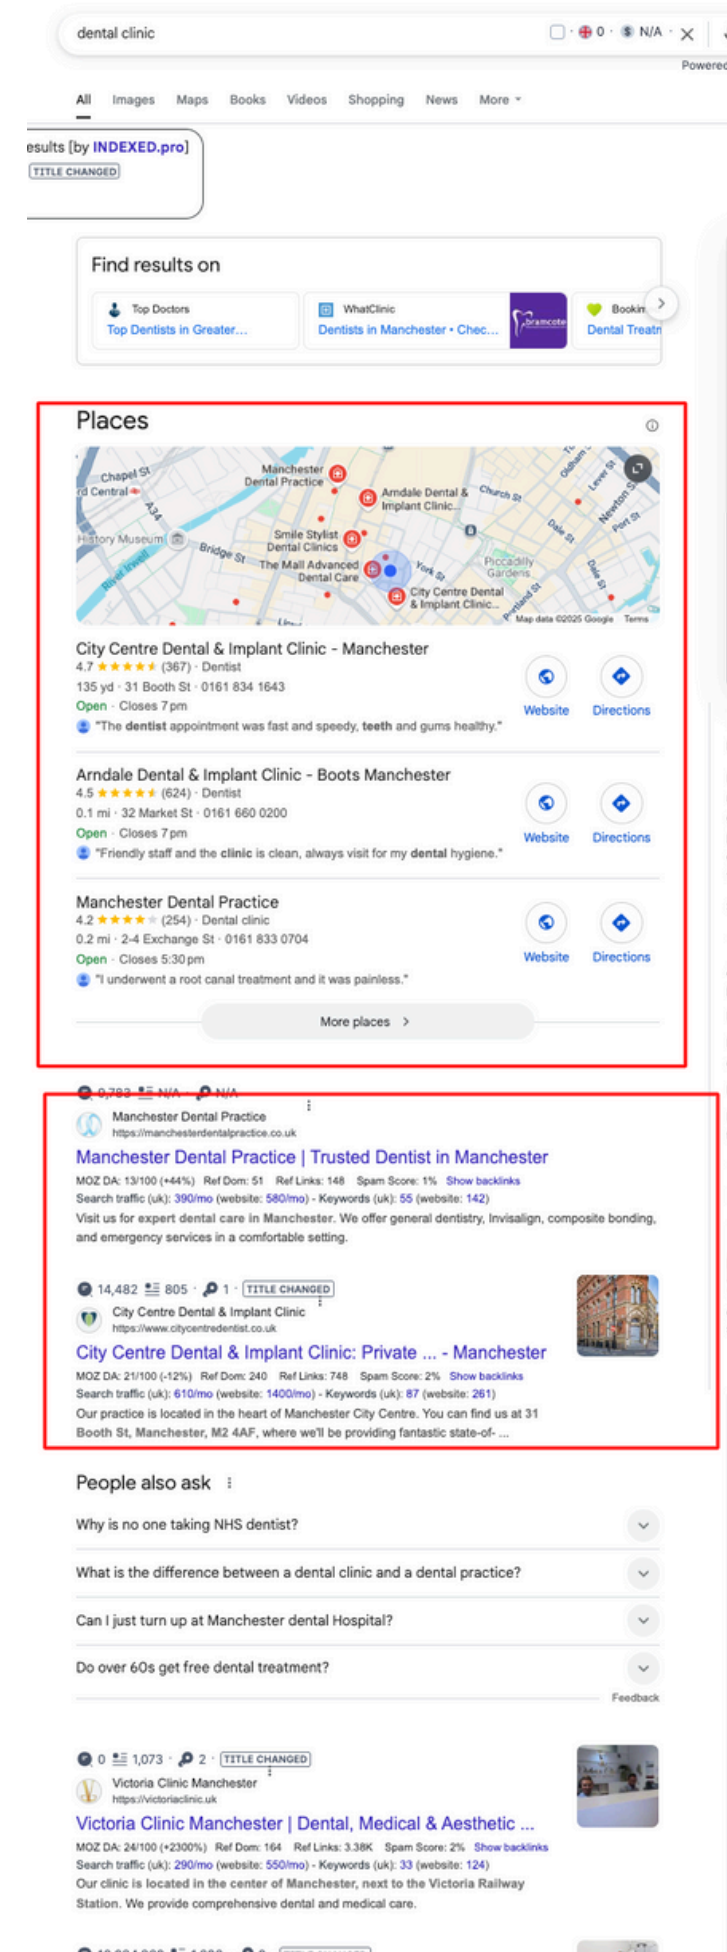 dental clinic
0 · N/A ·
Powered
All Images Maps Books Videos Shopping News More
esults [by INDEXED.pro]
TITLE CHANGED
Find results on
Top Doctors
Top Dentists in Greater...
WhatClinic
Dentists in Manchester • Chec...
bramcote
Bookim
Dental Treatn
Places
Chapel St
rd Central
A34
History Museum
Bridge St
River Irwell
Manchester
Dental Practice
Arndale Dental &
Implant Clinic...
Church St
Oldham
Lever St
Newton St
Port St
Dale St
Dale St
Smile Stylist
Dental Clinics
The Mall Advanced
Dental Care
York St
Piccadilly
Gardens
City Centre Dental
& Implant Clinic...
Portland St
Map data ©2025 Google Terms
City Centre Dental & Implant Clinic - Manchester
4.7 (367) · Dentist
135 yd · 31 Booth St · 0161 834 1643
Open · Closes 7 pm
"The dentist appointment was fast and speedy, teeth and gums healthy."
Website Directions
Arndale Dental & Implant Clinic - Boots Manchester
4.5 (624) · Dentist
0.1 mi · 32 Market St · 0161 660 0200
Open · Closes 7 pm
"Friendly staff and the clinic is clean, always visit for my dental hygiene."
Website Directions
Manchester Dental Practice
4.2 (254) · Dental clinic
0.2 mi · 2-4 Exchange St · 0161 833 0704
Open · Closes 5:30 pm
"I underwent a root canal treatment and it was painless."
Website Directions
More places
9,783 N/A · N/A
Manchester Dental Practice
https://manchesterdentalpractice.co.uk
Manchester Dental Practice | Trusted Dentist in Manchester
MOZ DA: 13/100 (+44%) Ref Dom: 51 Ref Links: 148 Spam Score: 1% Show backlinks
Search traffic (uk): 390/mo (website: 580/mo) - Keywords (uk): 55 (website: 142)
Visit us for expert dental care in Manchester. We offer general dentistry, Invisalign, composite bonding,
and emergency services in a comfortable setting.
14,482 805 · 1 · TITLE CHANGED
City Centre Dental & Implant Clinic
https://www.citycentredentist.co.uk
City Centre Dental & Implant Clinic: Private ... - Manchester
MOZ DA: 21/100 (-12%) Ref Dom: 240 Ref Links: 748 Spam Score: 2% Show backlinks
Search traffic (uk): 610/mo (website: 1400/mo) - Keywords (uk): 87 (website: 261)
Our practice is located in the heart of Manchester City Centre. You can find us at 31
Booth St, Manchester, M2 4AF, where we'll be providing fantastic state-of- ...
People also ask
Why is no one taking NHS dentist?
What is the difference between a dental clinic and a dental practice?
Can I just turn up at Manchester dental Hospital?
Do over 60s get free dental treatment?
Feedback
0 1,073 · 2 · TITLE CHANGED
Victoria Clinic Manchester
https://victoriaclinic.uk
Victoria Clinic Manchester | Dental, Medical & Aesthetic ...
MOZ DA: 24/100 (+2300%) Ref Dom: 164 Ref Links: 3.38K Spam Score: 2% Show backlinks
Search traffic (uk): 290/mo (website: 550/mo) - Keywords (uk): 33 (website: 124)
Our clinic is located in the center of Manchester, next to the Victoria Railway
Station. We provide comprehensive dental and medical care.